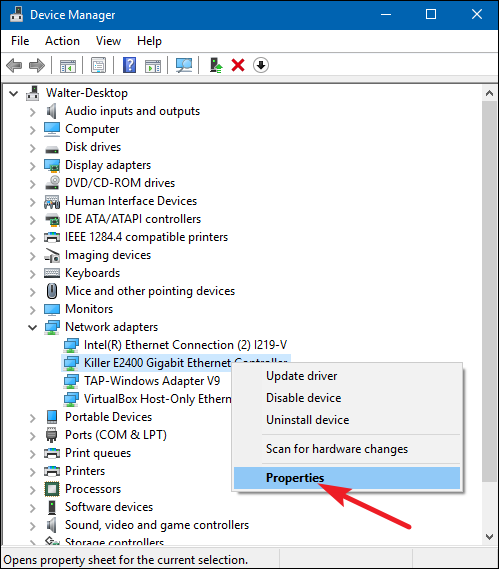 Device Manager
File Action View Help
Walter-Desktop
Audio inputs and outputs
Computer
Disk drives
Display adapters
DVD/CD-ROM drives
Human Interface Devices
IDE ATA/ATAPI controllers
IEEE 1284.4 compatible printers
Imaging devices
Keyboards
Mice and other pointing devices
Monitors
Network adapters
Intel(R) Ethernet Connection (2) I219-V
Killer E2400 Gigabit Ethernet Controller
TAP-Windows Adapter V9
VirtualBox Host-Only Ethern
Portable Devices
Ports (COM & LPT)
Print queues
Printers
Processors
Software devices
Sound, video and game controllers
Storage controllers
Update driver
Disable device
Uninstall device
Scan for hardware changes
Properties
Opens property sheet for the current selection.